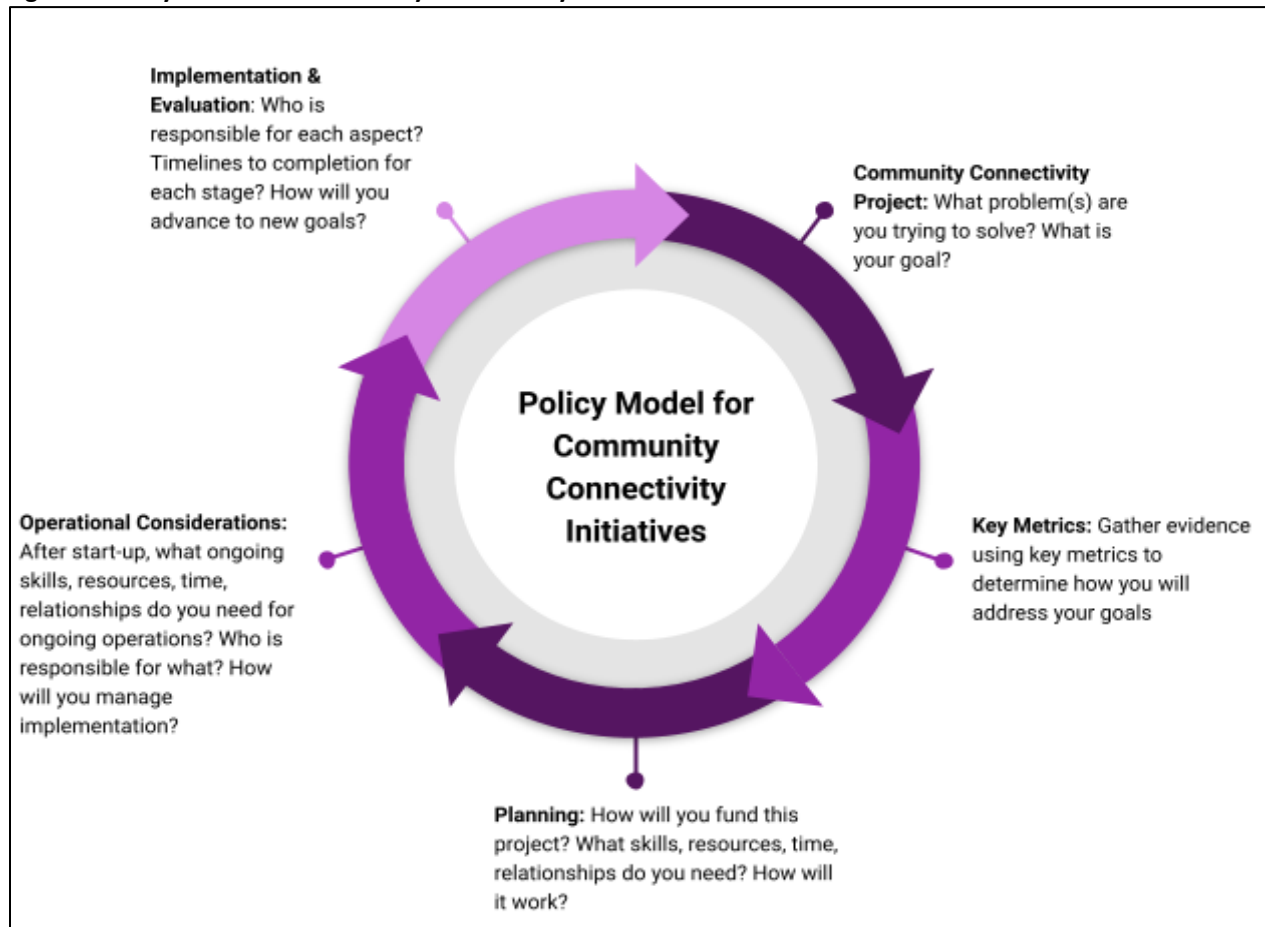 Implementation &
Evaluation: Who is
responsible for each aspect?
Timelines to completion for
each stage? How will you
advance to new goals?
Community Connectivity
Project: What problem(s) are
you trying to solve? What is
your goal?
Policy Model for
Community
Connectivity
Initiatives
Key Metrics: Gather evidence
using key metrics to
determine how you will
address your goals
Operational Considerations:
After start-up, what ongoing
skills, resources, time,
relationships do you need for
ongoing operations? Who is
responsible for what? How
will you manage
implementation?
Planning: How will you fund this
project? What skills, resources, time,
relationships do you need? How will
it work?